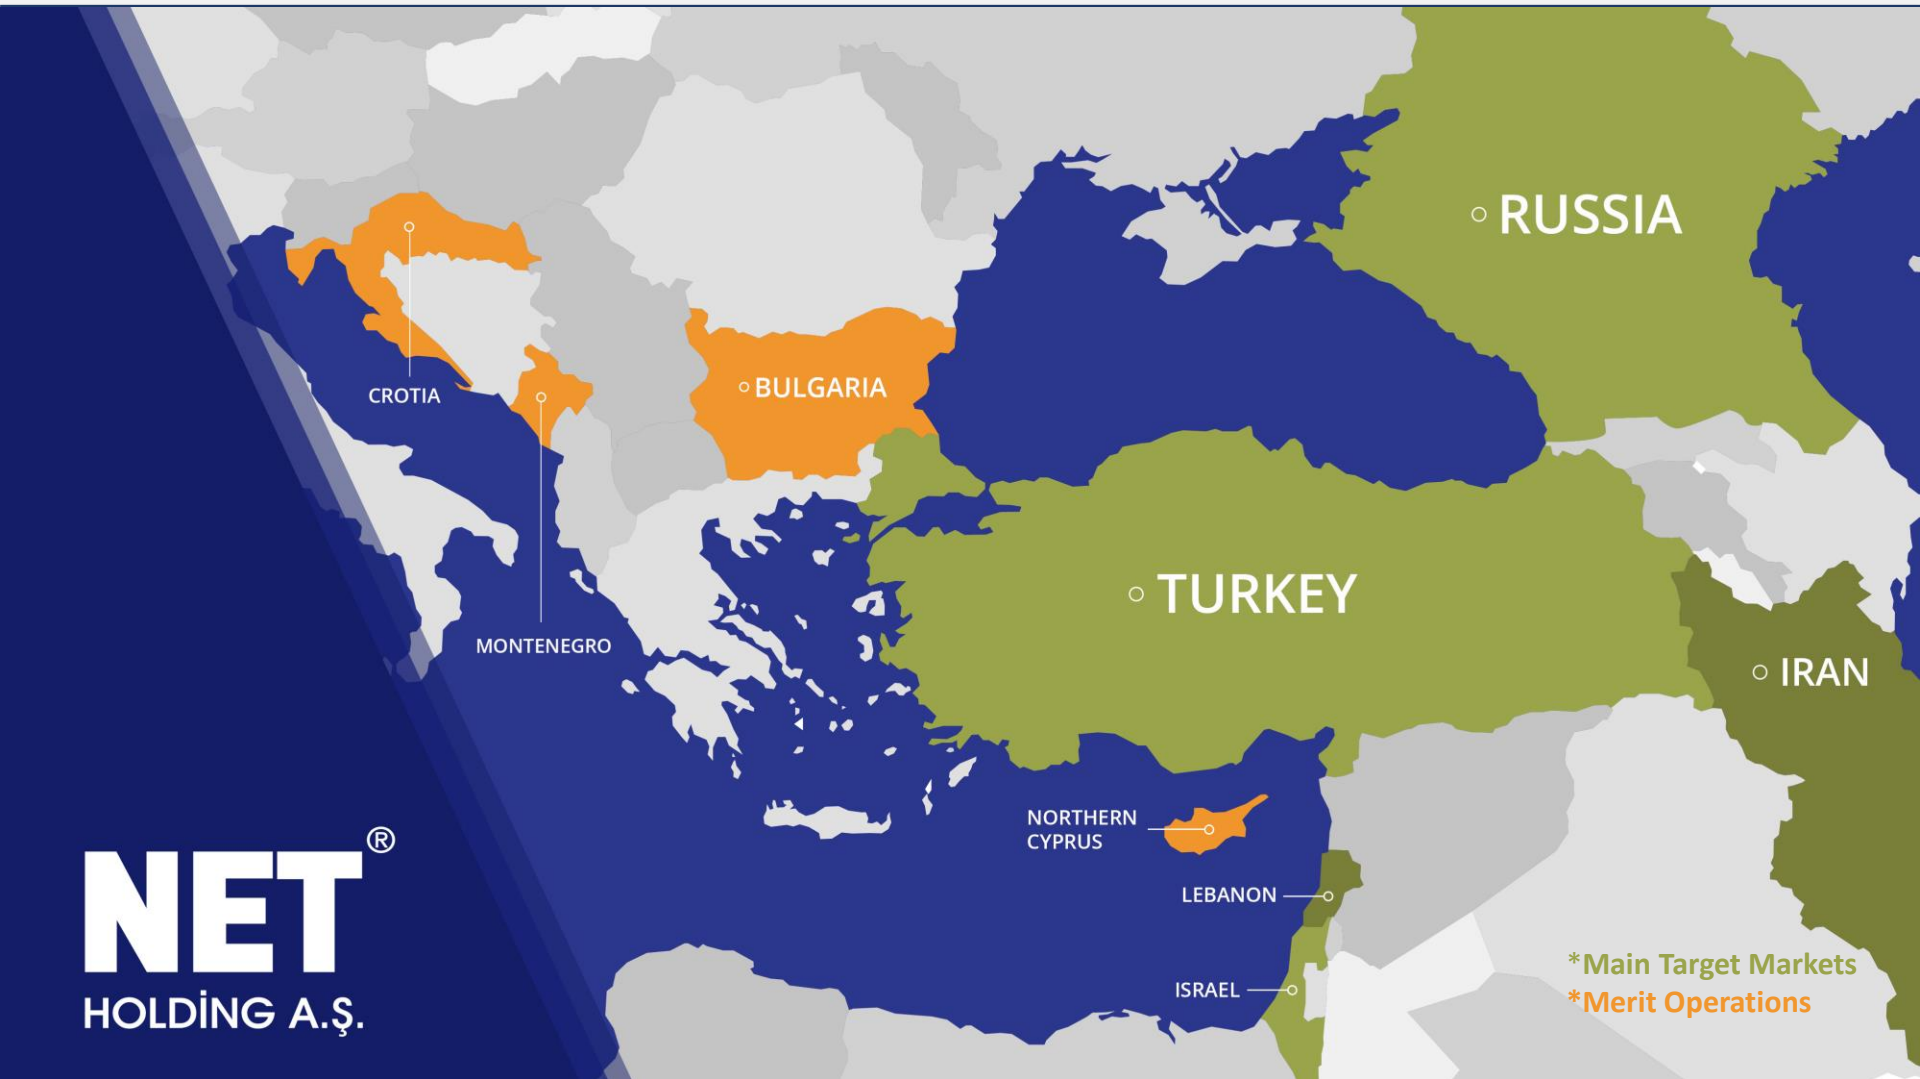 RUSSIA
BULGARIA
CROTIA
TURKEY
MONTENEGRO
IRAN
NORTHERN
CYPRUS
LEBANON
ISRAEL
*Main Target Markets
*Merit Operations
NET®
HOLDİNG A.Ş.